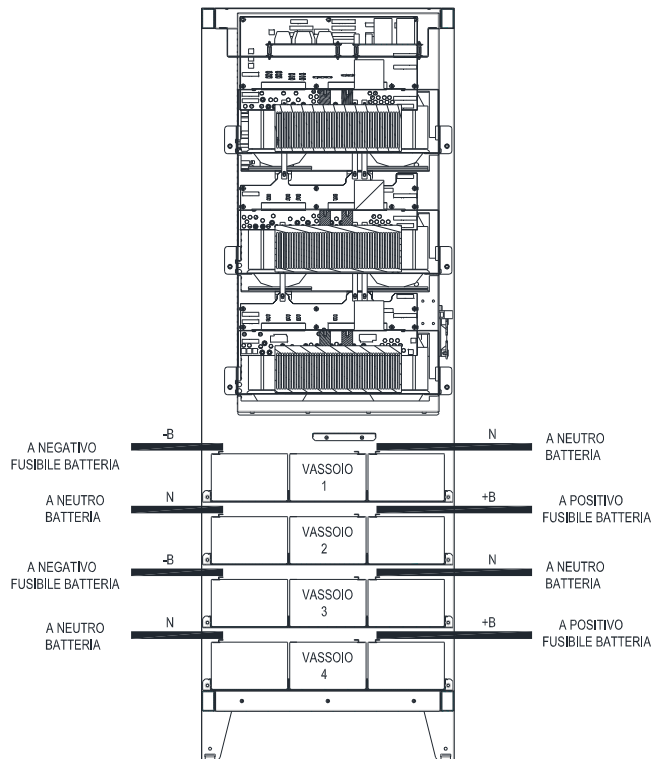 -B
N
A NEGATIVO
FUSIBILE BATTERIA
A NEUTRO
BATTERIA
VASSOIO
1
N
+B
A NEUTRO
BATTERIA
A POSITIVO
FUSIBILE BATTERIA
VASSOIO
2
-B
N
A NEGATIVO
FUSIBILE BATTERIA
A NEUTRO
BATTERIA
VASSOIO
3
N
+B
A NEUTRO
BATTERIA
A POSITIVO
FUSIBILE BATTERIA
VASSOIO
4